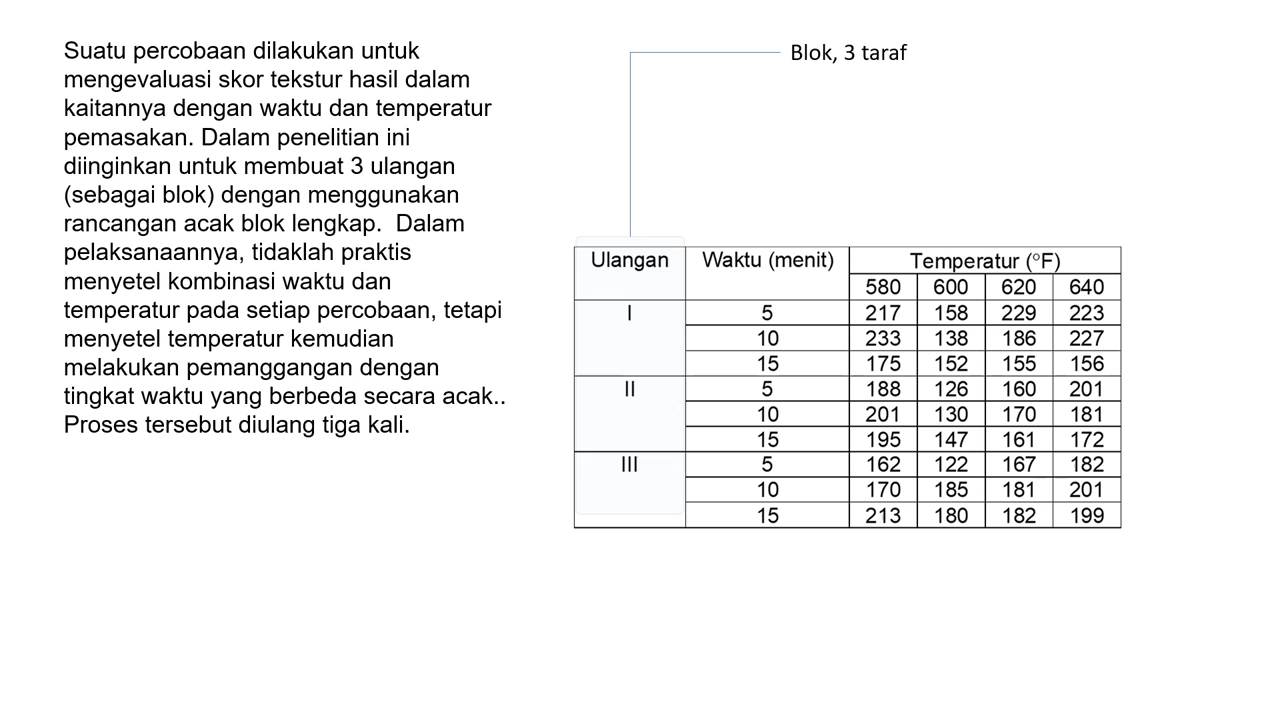 Suatu percobaan dilakukan untuk
mengevaluasi skor tekstur hasil dalam
kaitannya dengan waktu dan temperatur
pemasakan. Dalam penelitian ini
diinginkan untuk membuat 3 ulangan
(sebagai blok) dengan menggunakan
rancangan acak blok lengkap.  Dalam
pelaksanaannya, tidaklah praktis
menyetel kombinasi waktu dan
temperatur pada setiap percobaan, tetapi
menyetel temperatur kemudian
melakukan pemanggangan dengan
tingkat waktu yang berbeda secara acak..
Proses tersebut diulang tiga kali.
Blok, 3 taraf
Ulangan Waktu (menit) Temperatur (°F)
580 600 620 640
I 5 217 158 229 223
10 233 138 186 227
15 175 152 155 156
II 5 188 126 160 201
10 201 130 170 181
15 195 147 161 172
III 5 162 122 167 182
10 170 185 181 201
15 213 180 182 199